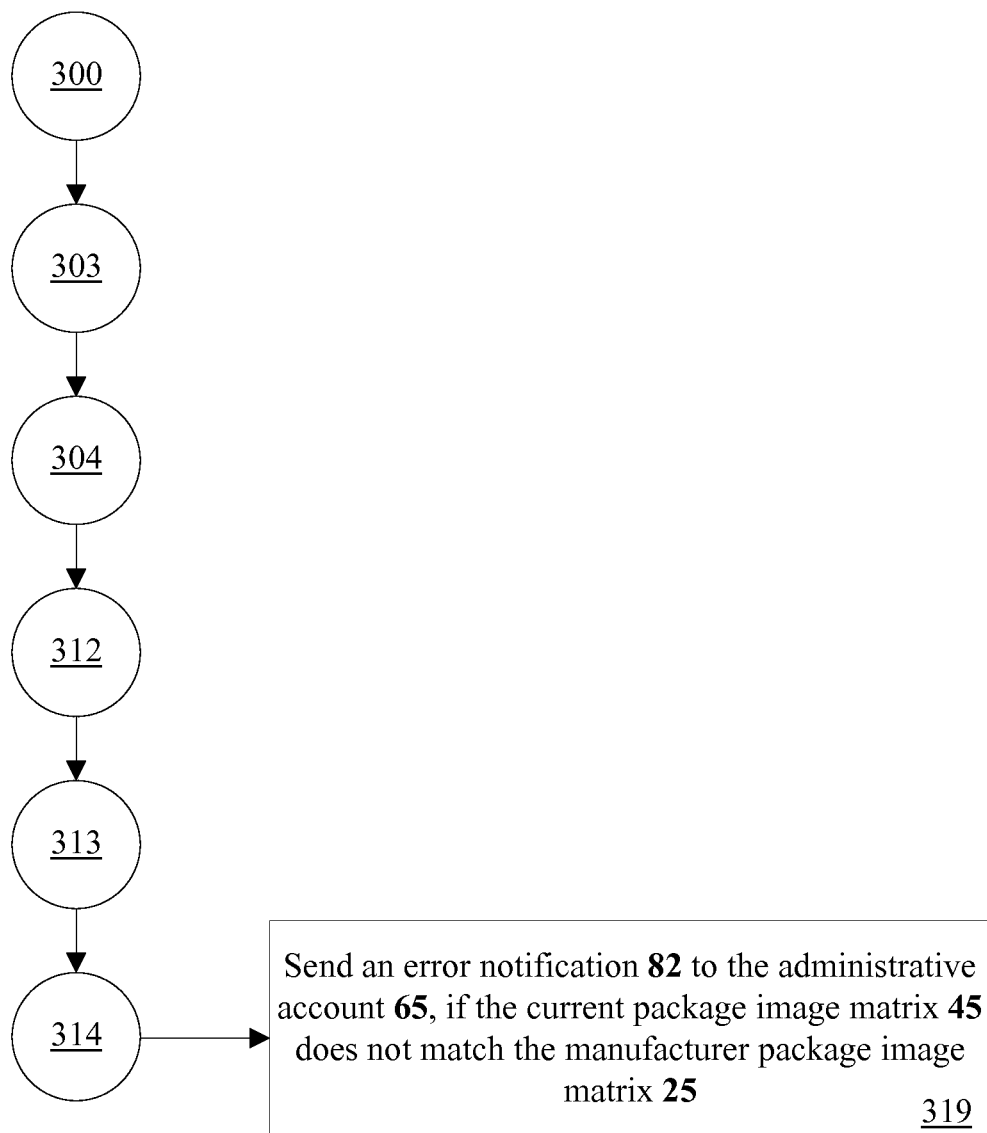 300
303
304
312
313
314
Send an error notification 82 to the administrative
account 65, if the current package image matrix 45
does not match the manufacturer package image
matrix 25
319